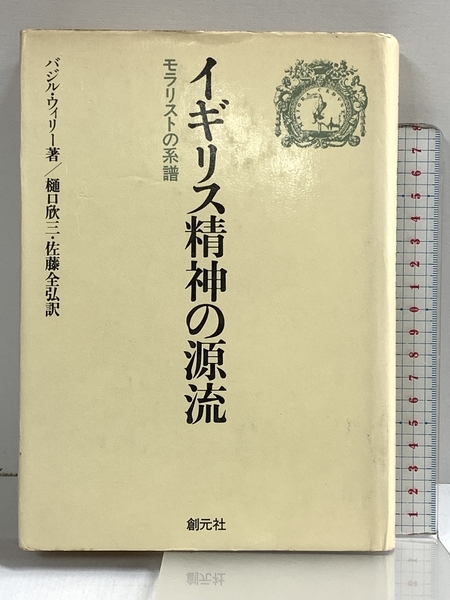 イギリス精神の源流
モラリストの系譜
バジル・ウィリー著／樋口欣三・佐藤全弘訳
創元社